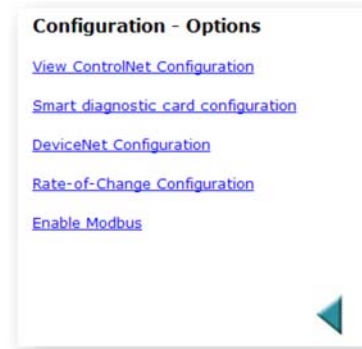 Configuration - Options
View ControlNet Configuration
Smart diagnostic card configuration
DeviceNet Configuration
Rate-of-Change Configuration
Enable Modbus